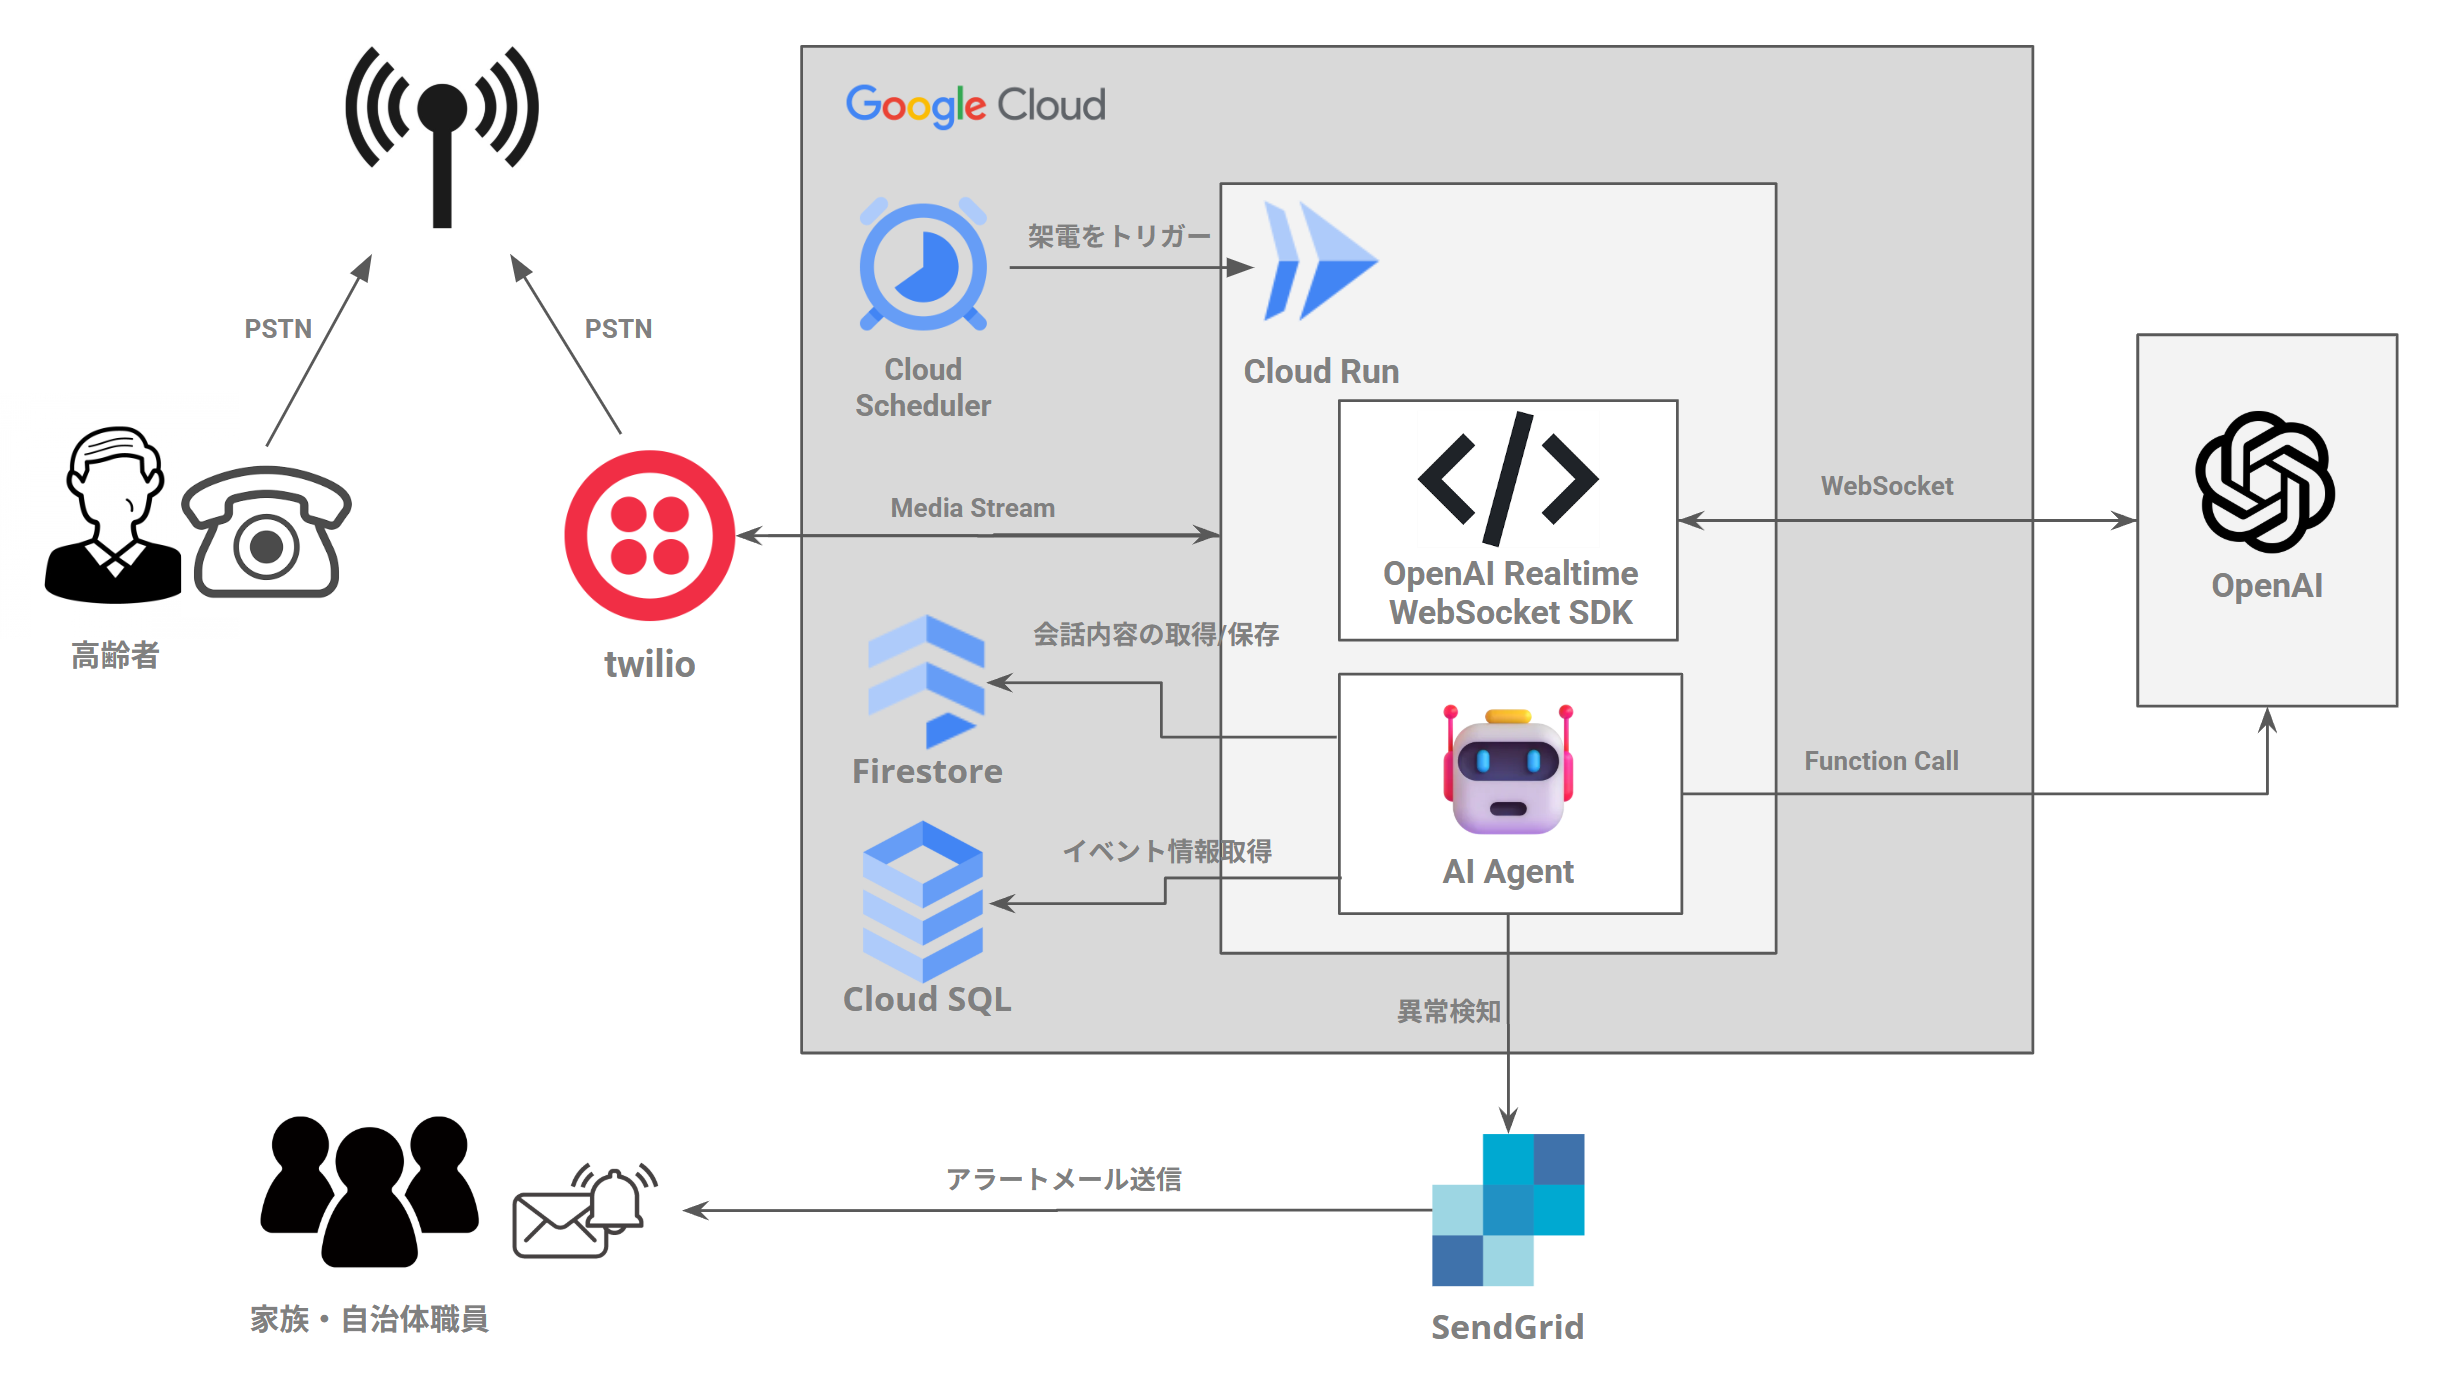 Google Cloud
架電をトリガー
Cloud
Scheduler
Cloud Run
PSTN
PSTN
Media Stream
OpenAI Realtime
WebSocket SDK
WebSocket
OpenAI
高齢者
twilio
会話内容の取得/保存
Firestore
イベント情報取得
Cloud SQL
AI Agent
Function Call
異常検知
アラートメール送信
家族・自治体職員
SendGrid